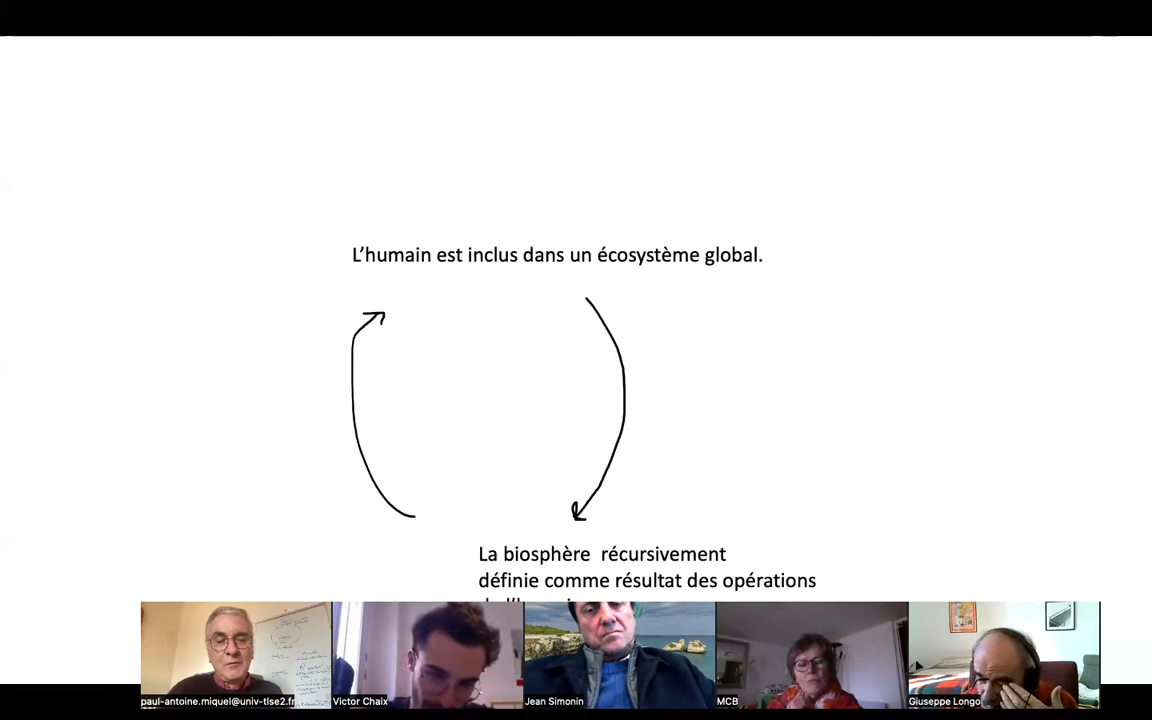 L’humain est inclus dans un écosystème global.
La biosphère  récursivement
définie comme résultat des opérations
paul-antoine.miquel@univ-tlse2.fr
Victor Chaix
Jean Simonin
MCB
Giuseppe Longo